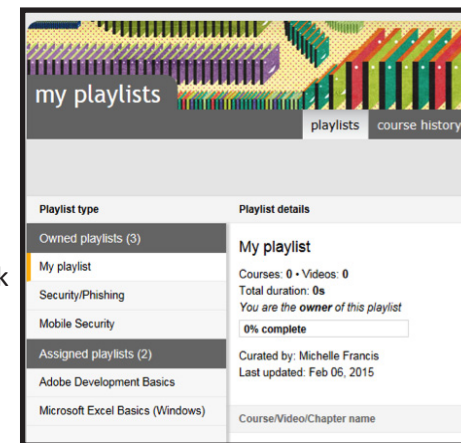 my playlists
playlists course history
Playlist type Playlist details
Owned playlists (3)
My playlist
Security/Phishing
Mobile Security
Assigned playlists (2)
Adobe Development Basics
Microsoft Excel Basics (Windows)
My playlist
Courses: 0 • Videos: 0
Total duration: 0s
You are the owner of this playlist
0% complete
Curated by: Michelle Francis
Last updated: Feb 06, 2015
Course/Video/Chapter name